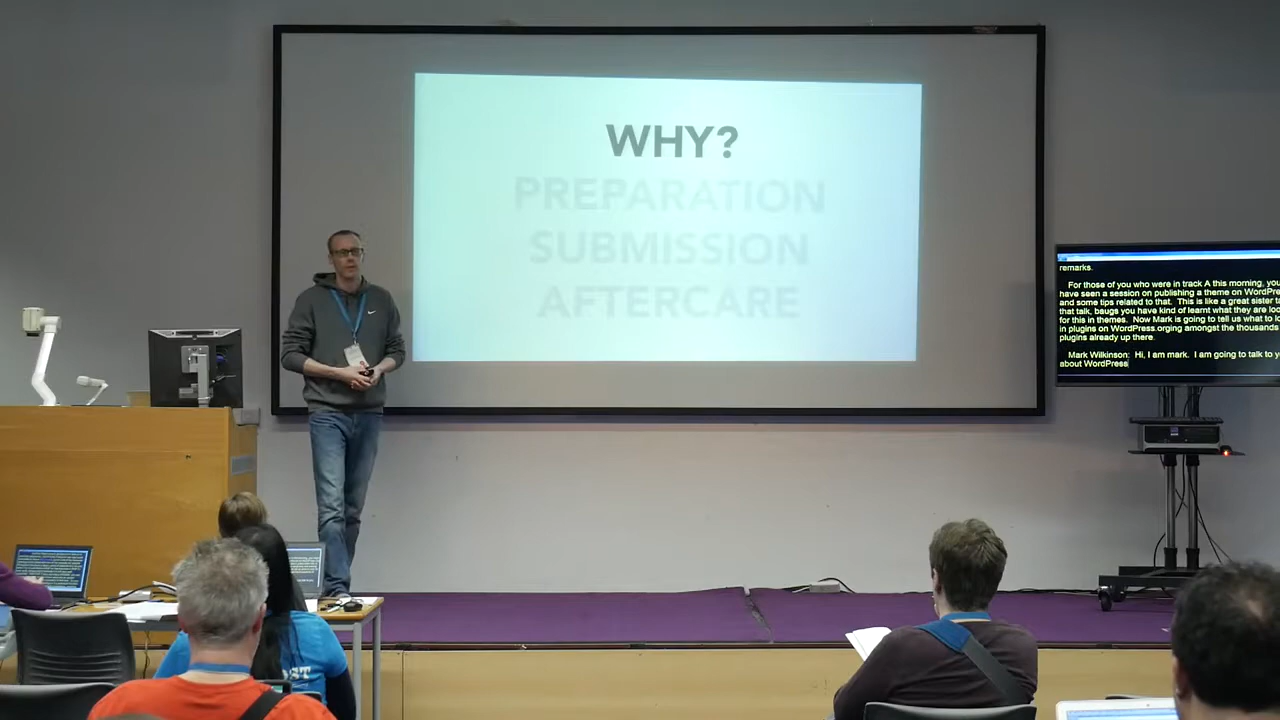 WHY?
PREPARATION
SUBMISSION
AFTERCARE
remarks.
For those of you who were in track A this morning, you
have seen a session on publishing a theme on WordPre
and some tips related to that. This is like a great sister ta
that talk, baugs you have kind of learnt what they are loo
for this in themes. Now Mark is going to tell us what to lo
in plugins on WordPress.orging amongst the thousands
plugins already up there.
Mark Wilkinson: Hi, I am mark. I am going to talk to y
about WordPress